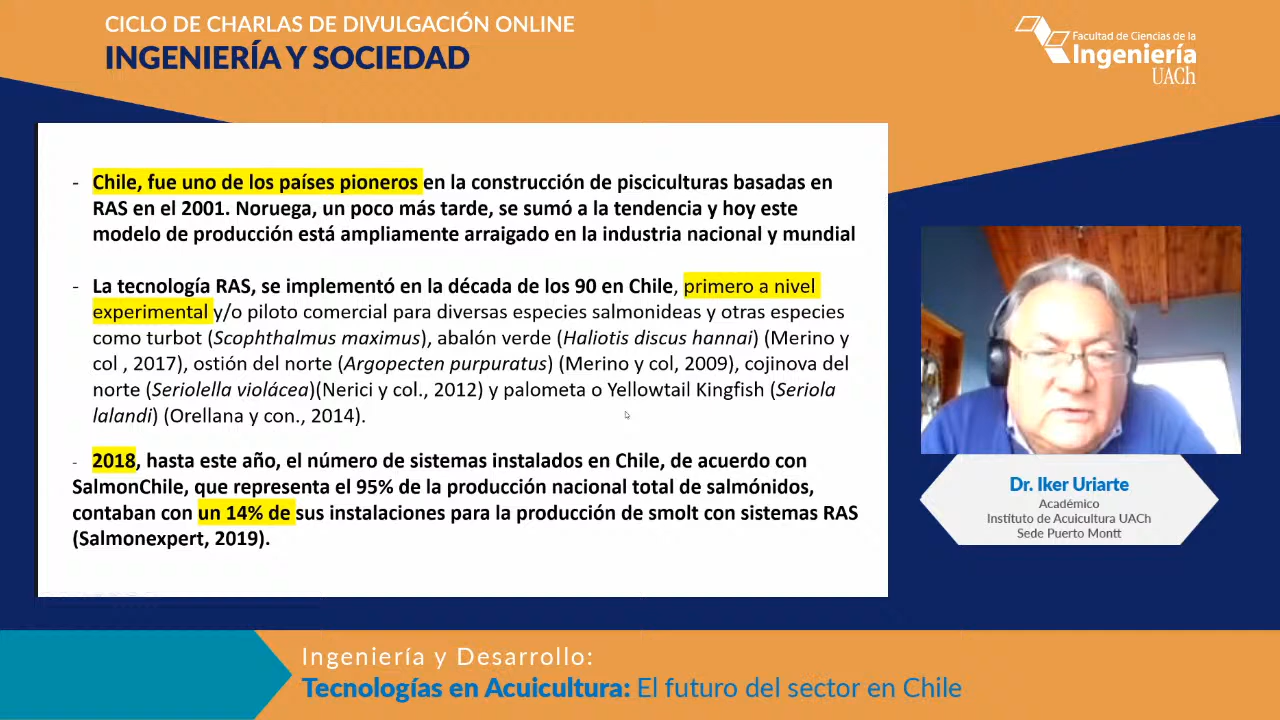 CICLO DE CHARLAS DE DIVULGACIÓN ONLINE
INGENIERÍA Y SOCIEDAD
Facultad de Ciencias de la
Ingeniería
UACh
- Chile, fue uno de los países pioneros en la construcción de pisciculturas basadas en
RAS en el 2001. Noruega, un poco más tarde, se sumó a la tendencia y hoy este
modelo de producción está ampliamente arraigado en la industria nacional y mundial
- La tecnología RAS, se implementó en la década de los 90 en Chile, primero a nivel
experimental y/o piloto comercial para diversas especies salmonideas y otras especies
como turbot (Scophthalmus maximus), abalón verde (Haliotis discus hannai) (Merino y
col , 2017), ostión del norte (Argopecten purpuratus) (Merino y col, 2009), cojinova del
norte (Seriolella violácea)(Nerici y col., 2012) y palometa o Yellowtail Kingfish (Seriola
lalandi) (Orellana y con., 2014).
- 2018, hasta este año, el número de sistemas instalados en Chile, de acuerdo con
SalmonChile, que representa el 95% de la producción nacional total de salmónidos,
contaban con un 14% de sus instalaciones para la producción de smolt con sistemas RAS
(Salmonexpert, 2019).
Dr. Iker Uriarte
Académico
Instituto de Acuicultura UACh
Sede Puerto Montt
Ingeniería y Desarrollo:
Tecnologías en Acuicultura: El futuro del sector en Chile